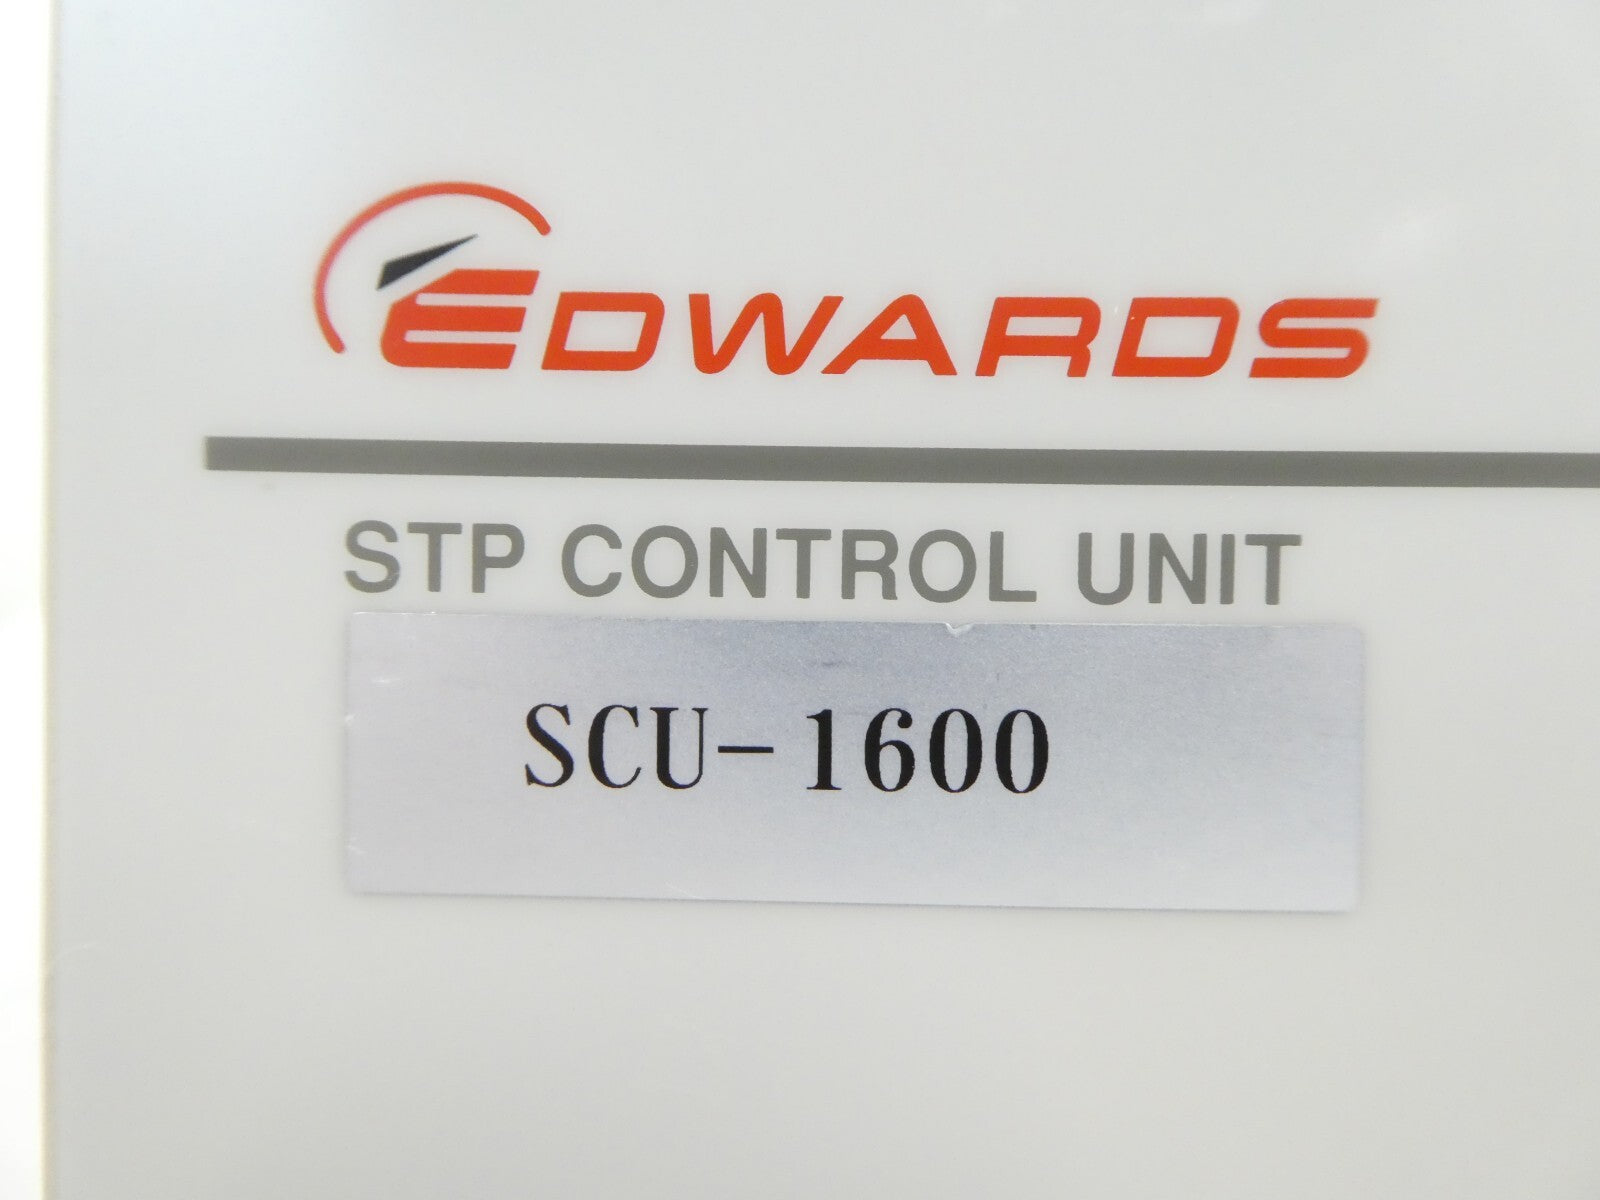 EDWARDS
STP CONTROL UNIT
SCU-1600